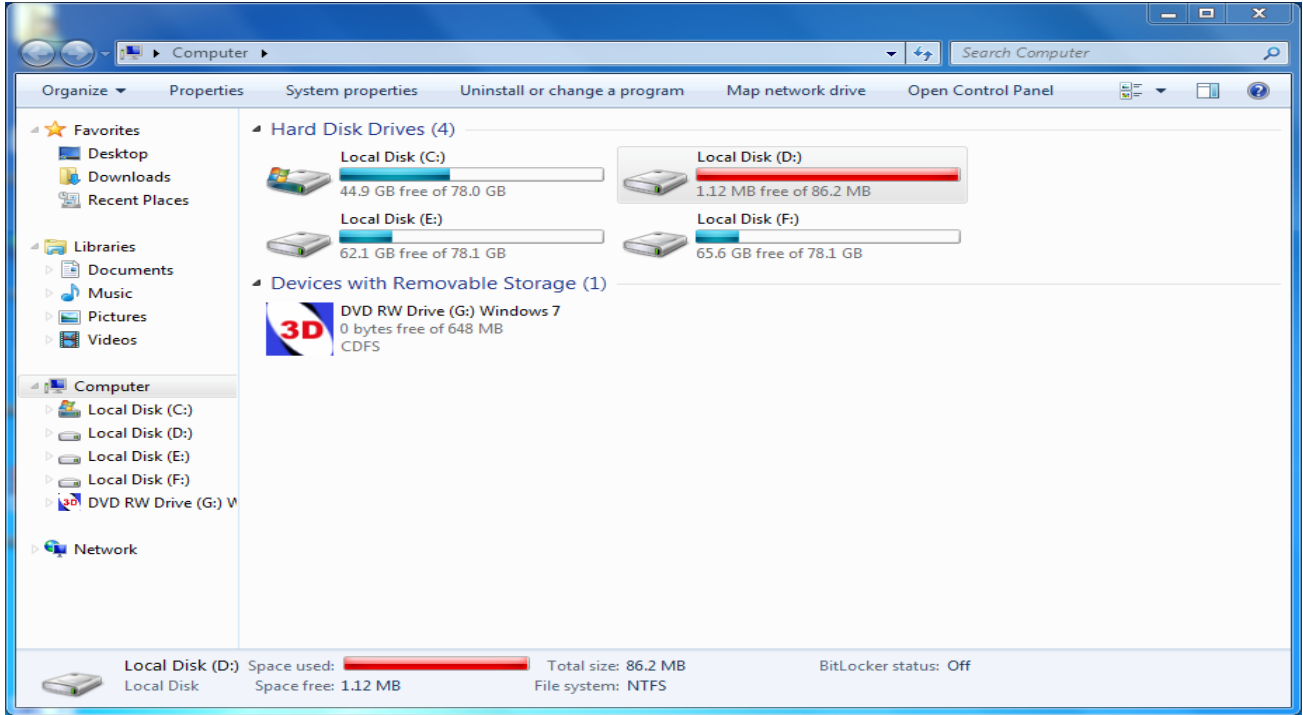 Computer
Search Computer
Organize Properties System properties Uninstall or change a program Map network drive Open Control Panel
Favorites
Desktop
Downloads
Recent Places
Libraries
Documents
Music
Pictures
Videos
Computer
Local Disk (C:)
Local Disk (D:)
Local Disk (E:)
Local Disk (F:)
DVD RW Drive (G:) W
Network
Hard Disk Drives (4)
Local Disk (C:)
44.9 GB free of 78.0 GB
Local Disk (D:)
1.12 MB free of 86.2 MB
Local Disk (E:)
62.1 GB free of 78.1 GB
Local Disk (F:)
65.6 GB free of 78.1 GB
Devices with Removable Storage (1)
3D
DVD RW Drive (G:) Windows 7
0 bytes free of 648 MB
CDFS
Local Disk (D:) Space used: Total size: 86.2 MB BitLocker status: Off
Local Disk Space free: 1.12 MB File system: NTFS